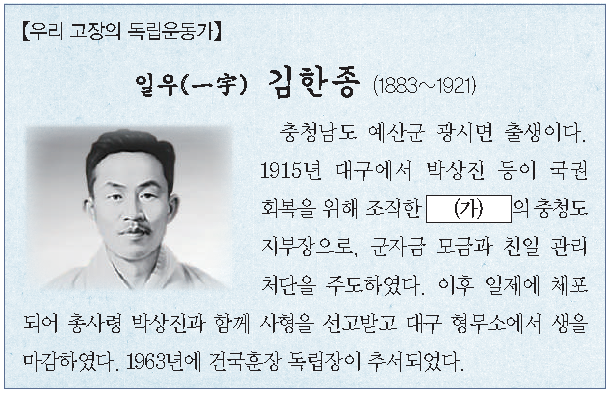 【우리 고장의 독립운동가】
일우(一宇) 김한종 (1883~1921)
충청남도 예산군 광시면 출생이다.
1915년 대구에서 박상진 등이 국권
회복을 위해 조직한 (가) 의 충청도
지부장으로, 군자금 모금과 친일 관리
처단을 주도하였다. 이후 일제에 체포
되어 총사령 박상진과 함께 사형을 선고받고 대구 형무소에서 생을
마감하였다. 1963년에 건국훈장 독립장이 추서되었다.